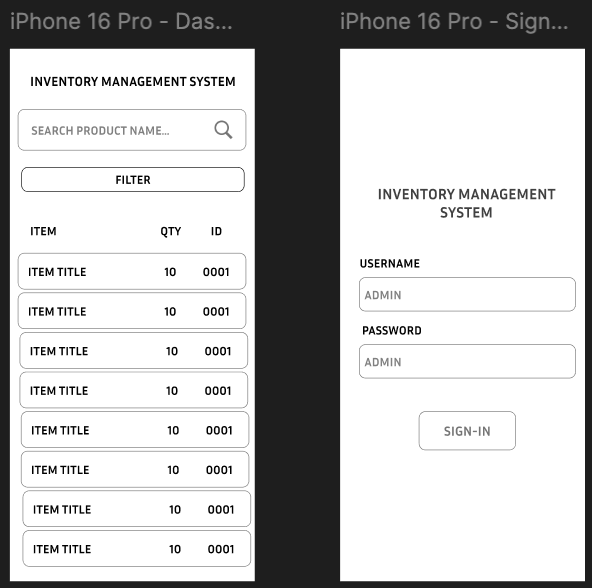 iPhone 16 Pro - Das...
INVENTORY MANAGEMENT SYSTEM
SEARCH PRODUCT NAME...
FILTER
ITEM QTY ID
ITEM TITLE 10 0001
ITEM TITLE 10 0001
ITEM TITLE 10 0001
ITEM TITLE 10 0001
ITEM TITLE 10 0001
ITEM TITLE 10 0001
ITEM TITLE 10 0001
ITEM TITLE 10 0001
iPhone 16 Pro - Sign...
INVENTORY MANAGEMENT
SYSTEM
USERNAME
ADMIN
PASSWORD
ADMIN
SIGN-IN